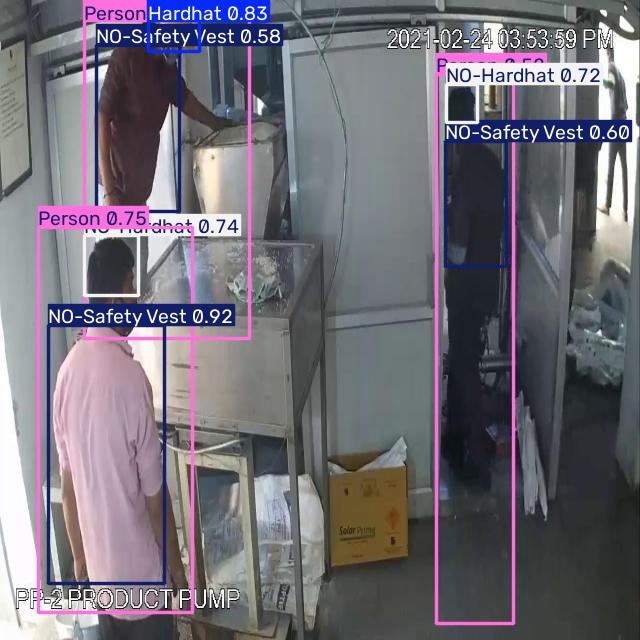 Person Hardhat 0.83
NO-Safety Vest 0.58
2021-02-24 03:53:59 PM
NO-Hardhat 0.72
NO-Safety Vest 0.60
Person 0.75
NO-Hardhat 0.74
NO-Safety Vest 0.92
Solar Prime
PP-2 PRODUCT PUMP